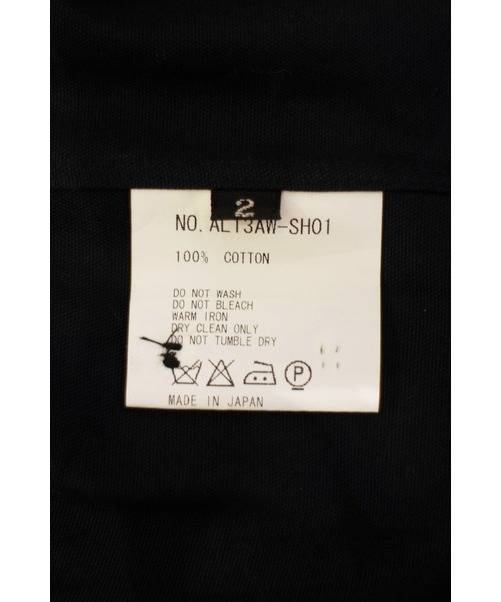 2
NO. AL13AW-SH01
100% COTTON
DO NOT WASH
DO NOT BLEACH
WARM IRON
DRY CLEAN ONLY
DO NOT TUMBLE DRY
P
MADE IN JAPAN